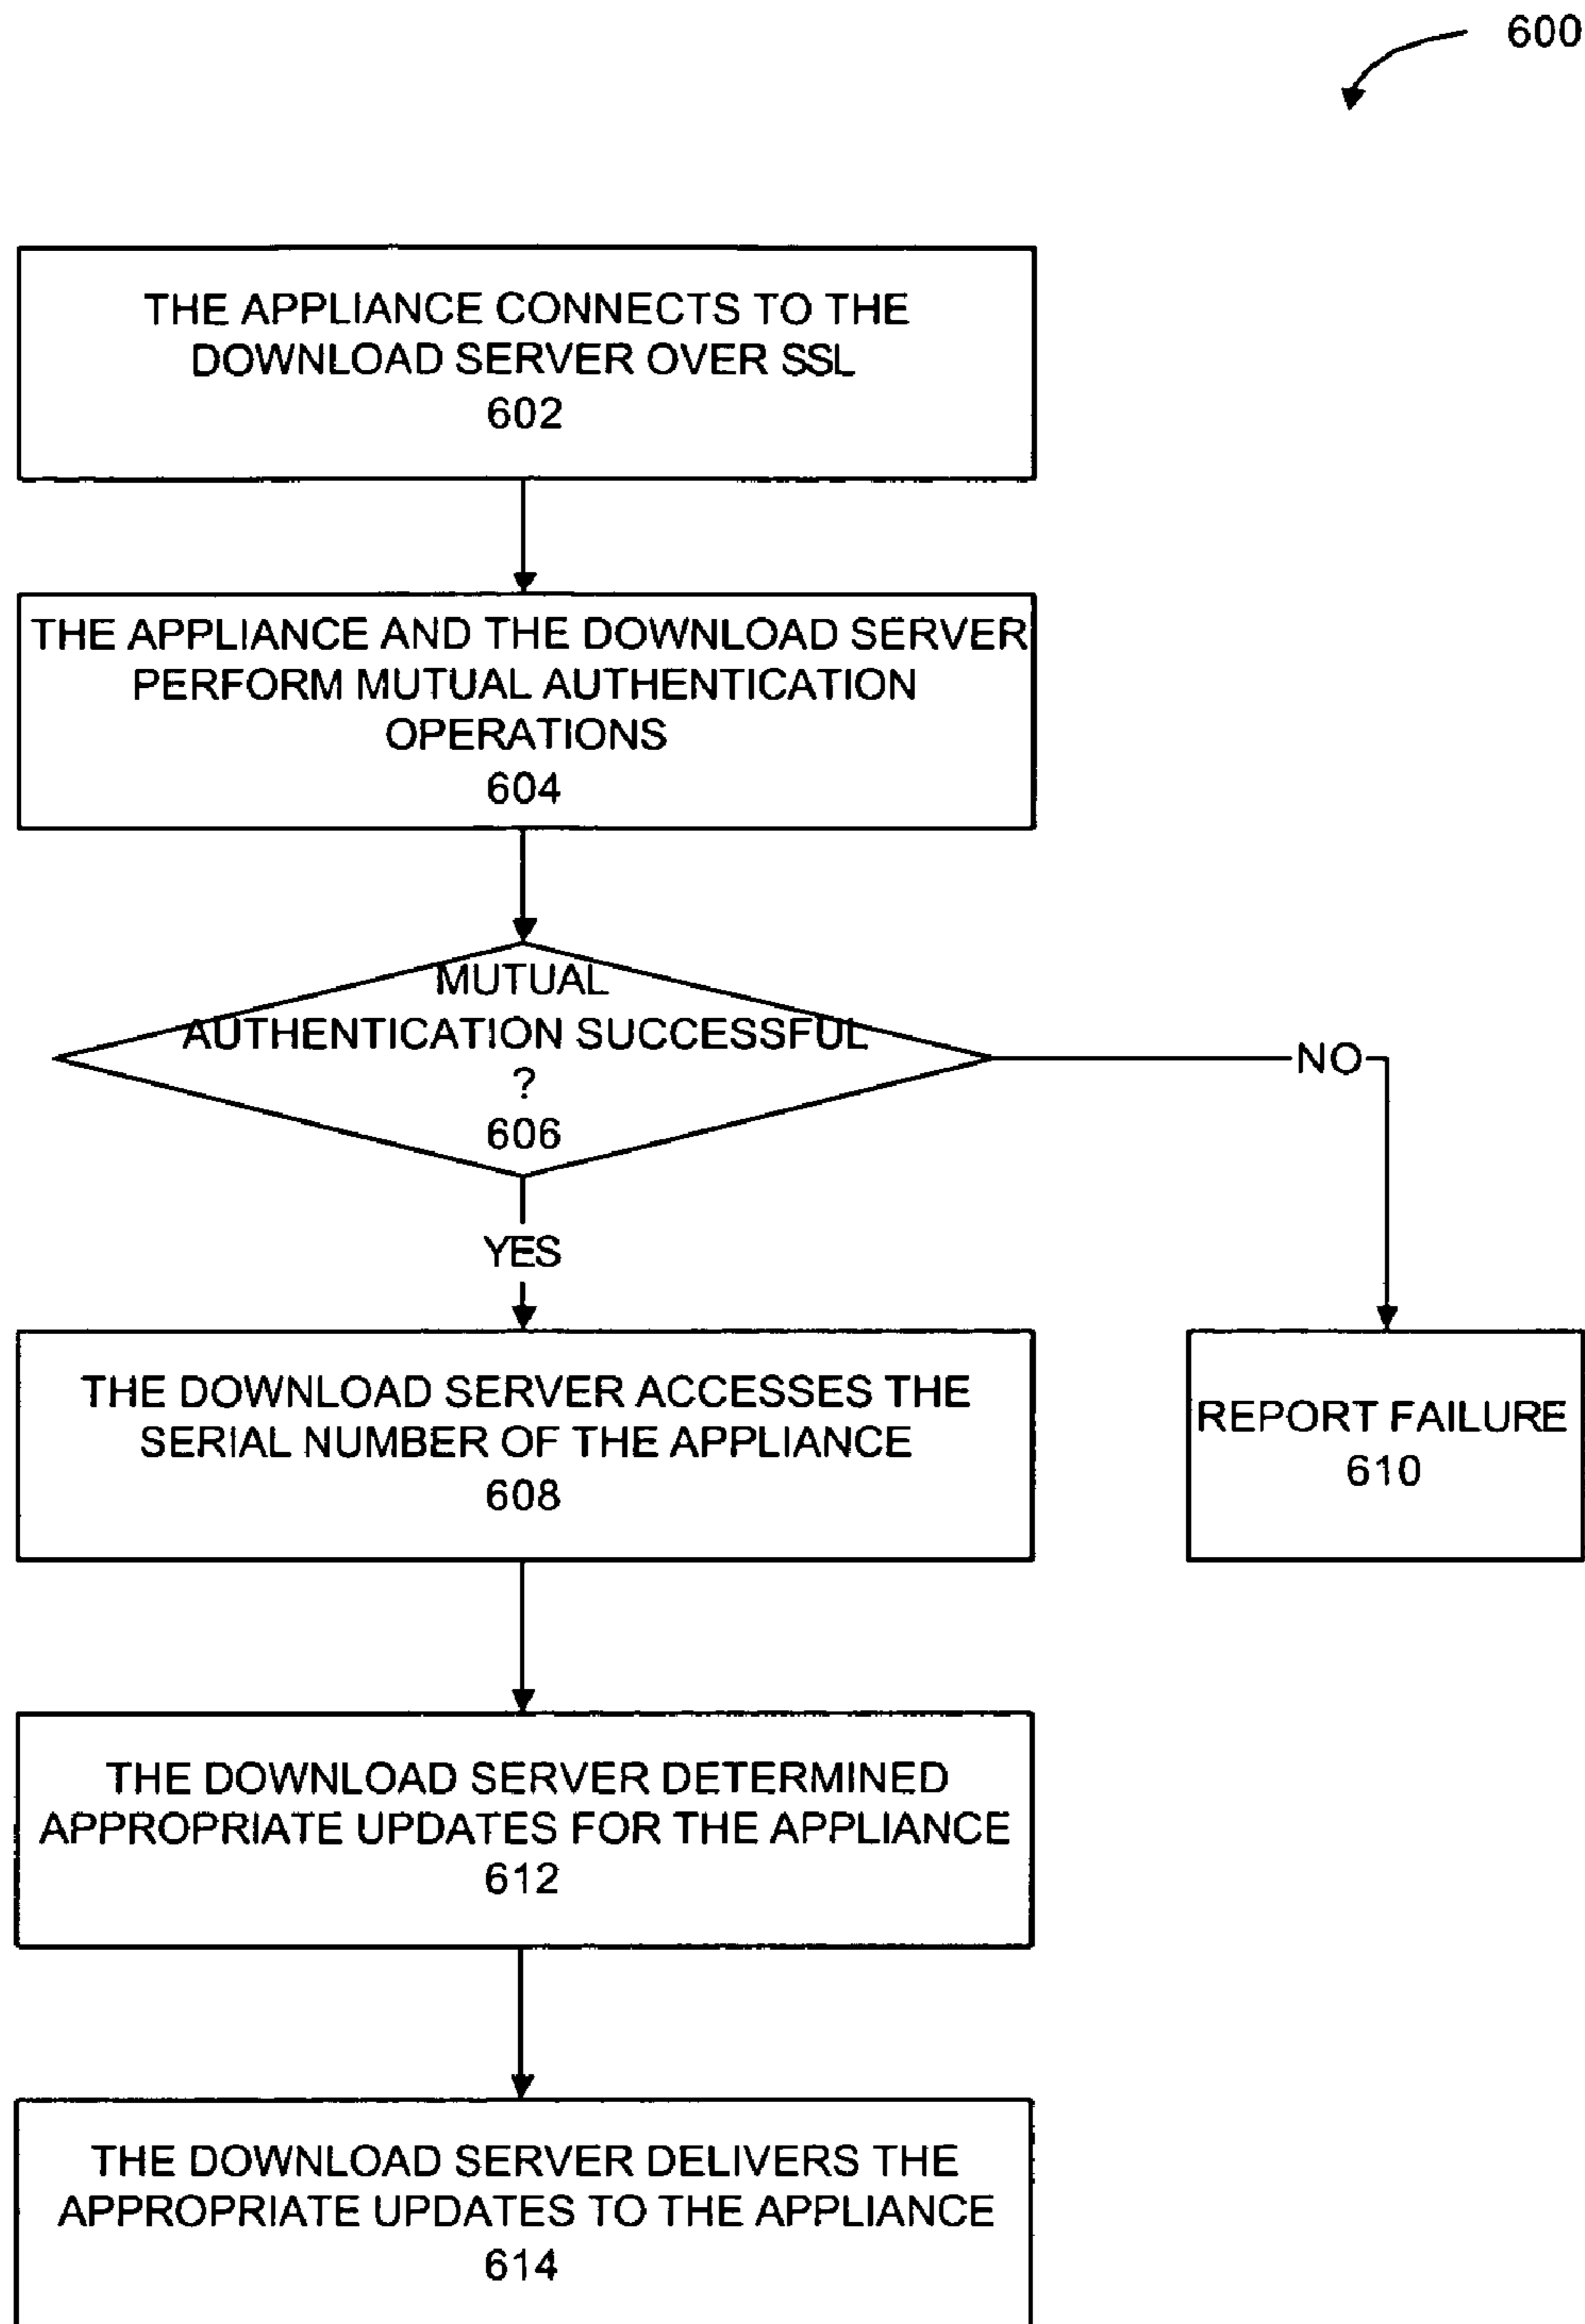 600
THE APPLIANCE CONNECTS TO THE
DOWNLOAD SERVER OVER SSL
602
THE APPLIANCE AND THE DOWNLOAD SERVER
PERFORM MUTUAL AUTHENTICATION
OPERATIONS
604
MUTUAL
AUTHENTICATION SUCCESSFUL
?
606
NO
YES
THE DOWNLOAD SERVER ACCESSES THE
SERIAL NUMBER OF THE APPLIANCE
608
REPORT FAILURE
610
THE DOWNLOAD SERVER DETERMINED
APPROPRIATE UPDATES FOR THE APPLIANCE
612
THE DOWNLOAD SERVER DELIVERS THE
APPROPRIATE UPDATES TO THE APPLIANCE
614